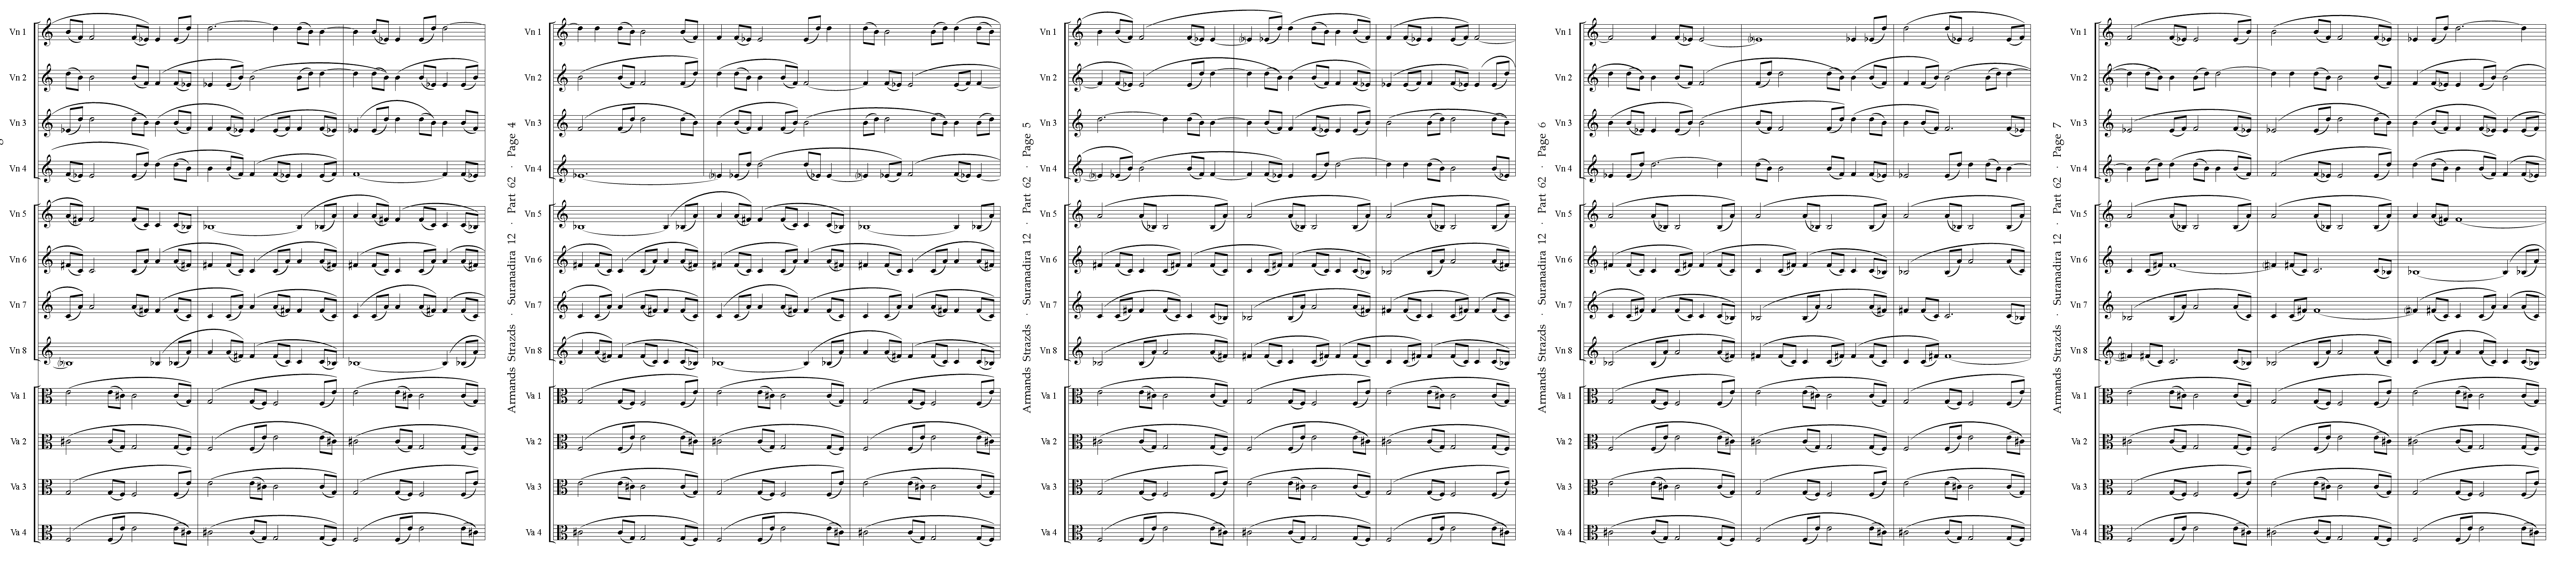 Vn 1
Vn 2
Vn 3
Vn 4
Vn 5
Vn 6
Vn 7
Vn 8
Va 1
Va 2
Va 3
Va 4
Armands Strazds · Suranadira 12 · Part 62 · Page 4
Vn 1
Vn 2
Vn 3
Vn 4
Vn 5
Vn 6
Vn 7
Vn 8
Va 1
Va 2
Va 3
Va 4
Armands Strazds · Suranadira 12 · Part 62 · Page 5
Vn 1
Vn 2
Vn 3
Vn 4
Vn 5
Vn 6
Vn 7
Vn 8
Va 1
Va 2
Va 3
Va 4
Armands Strazds · Suranadira 12 · Part 62 · Page 6
Vn 1
Vn 2
Vn 3
Vn 4
Vn 5
Vn 6
Vn 7
Vn 8
Va 1
Va 2
Va 3
Va 4
Armands Strazds · Suranadira 12 · Part 62 · Page 7
Vn 1
Vn 2
Vn 3
Vn 4
Vn 5
Vn 6
Vn 7
Vn 8
Va 1
Va 2
Va 3
Va 4